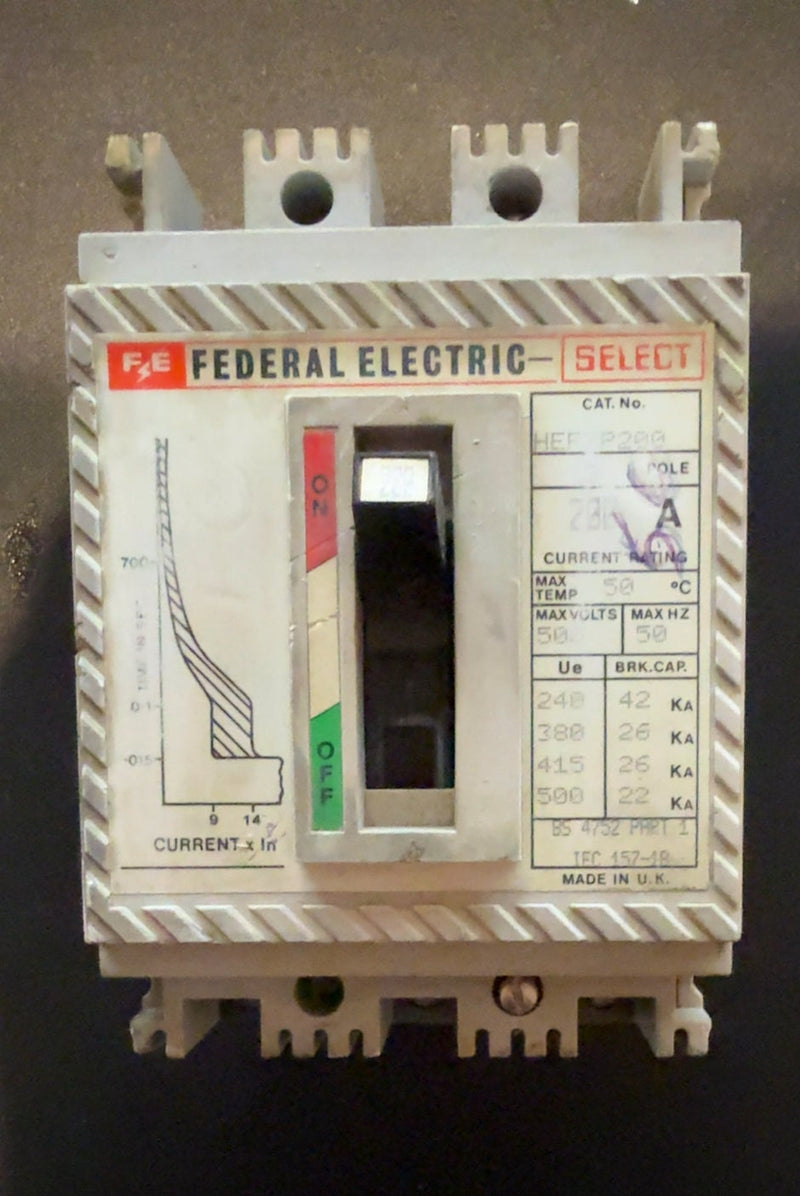 FE FEDERAL ELECTRIC— SELECT
CAT. No.
POLE
A
CURRENT RATING
MAX TEMP 50 °C
MAX VOLTS MAX HZ
50
Ue BRK.CAP.
240 42 KA
380 26 KA
415 26 KA
500 22 KA
BS 4752 PART 1
IEC 157-1B
MADE IN U.K.
ON
OFF
700
0·1
·015
9 14
CURRENT x In